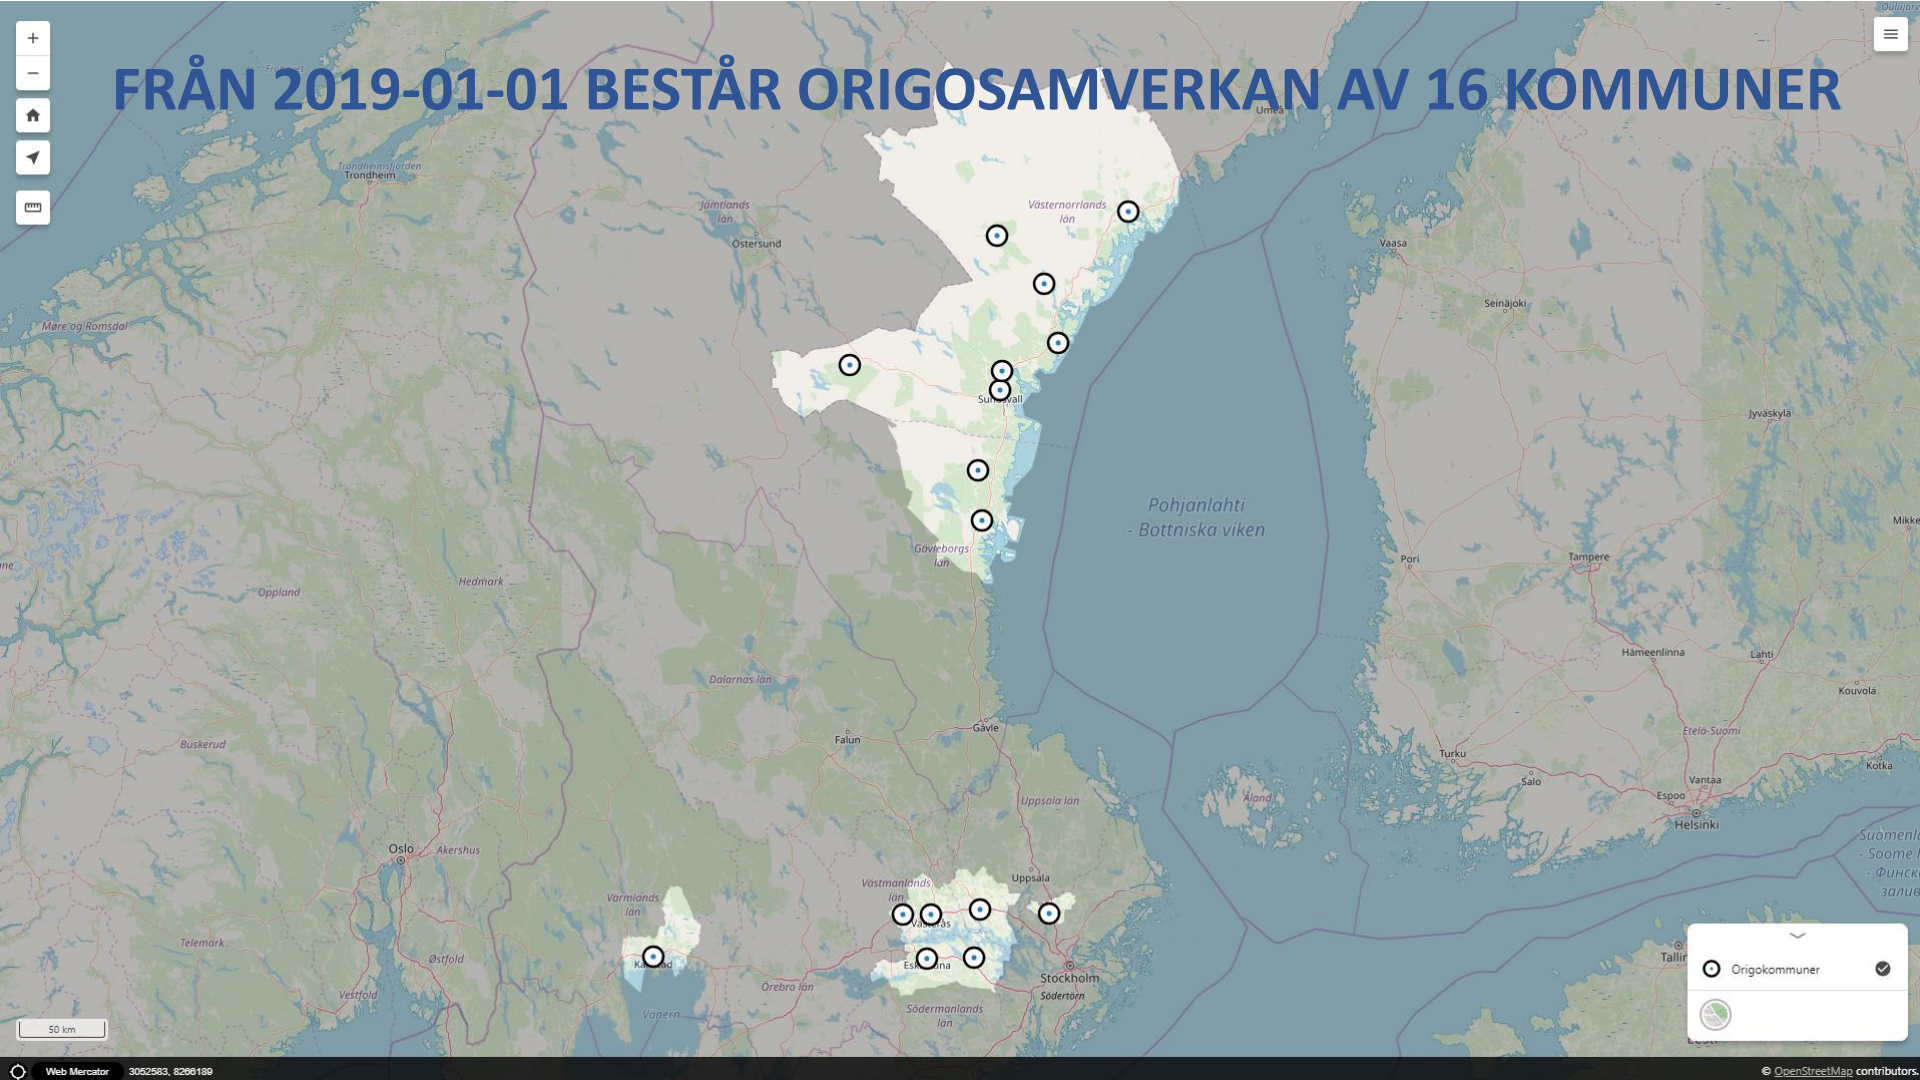 FRÅN 2019-01-01 BESTÅR ORIGOSAMVERKAN AV 16 KOMMUNER
Umeå
Trondheimsfjorden
Trondheim
Jämtlands
län
Östersund
Västernorrlands
län
Vaasa
Seinäjoki
Møre og Romsdal
Jyväskylä
Pohjanlahti
- Bottniska viken
Gävleborgs
län
Pori
Tampere
Hedmark
Oppland
Hämeenlinna
Lahti
Kouvola
Dalarnas län
Gävle
Falun
Buskerud
Etelä-Suomi
Turku
Salo
Vantaa
Kotka
Espoo
Helsinki
Åland
Uppsala län
Oslo
Akershus
Uppsala
Västmanlands
län
Värmlands
län
Telemark
Østfold
Vestfold
Örebro län
Stockholm
Södertörn
Södermanlands
län
Vänern
Origokommuner
50 km
Web Mercator
3052583, 8266189
© OpenStreetMap contributors.